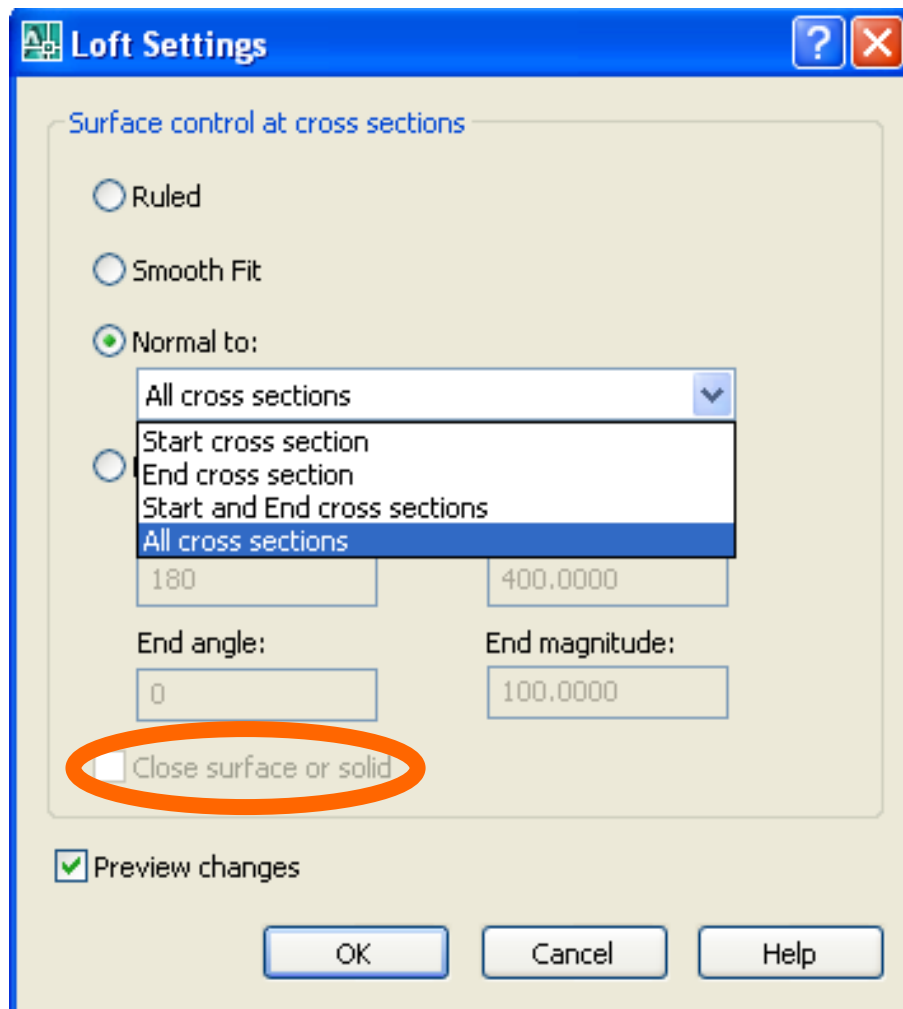 Loft Settings
Surface control at cross sections
Ruled
Smooth Fit
Normal to:
All cross sections
Start cross section
End cross section
Start and End cross sections
All cross sections
180 400.0000
End angle: End magnitude:
0 100.0000
Close surface or solid
Preview changes
OK Cancel Help